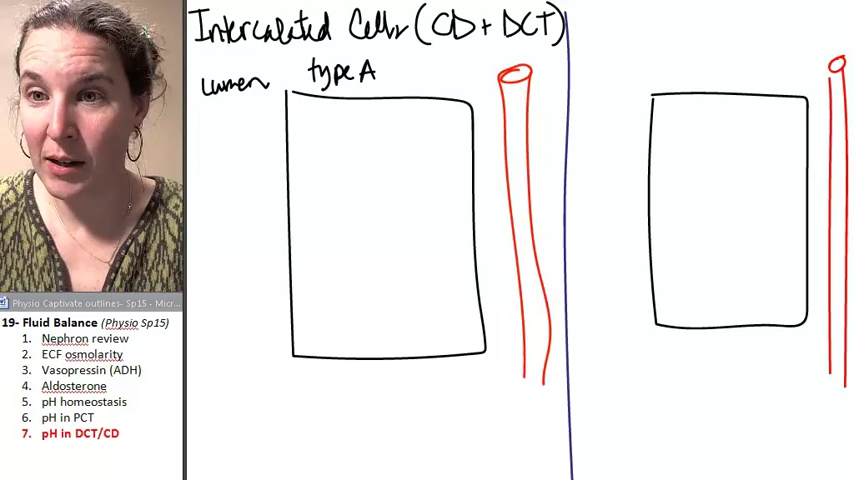 Intercalated Cells (CD + DCT)
Lumen
type A
Physio Captivate outlines- Sp15 - Micr...
19- Fluid Balance (Physio Sp15)
1. Nephron review
2. ECF osmolarity
3. Vasopressin (ADH)
4. Aldosterone
5. pH homeostasis
6. pH in PCT
7. pH in DCT/CD